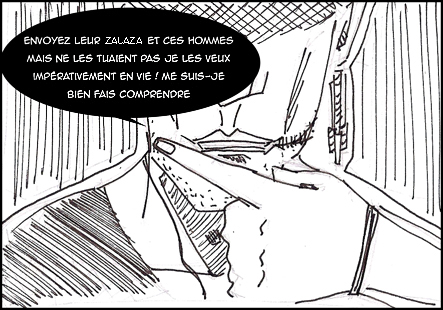 ENVOYEZ LEUR ZALAZA ET CES HOMMES
MAIS NE LES TUAIENT PAS JE LES VEUX
IMPÉRATIVEMENT EN VIE ! ME SUIS-JE
BIEN FAIS COMPRENDRE